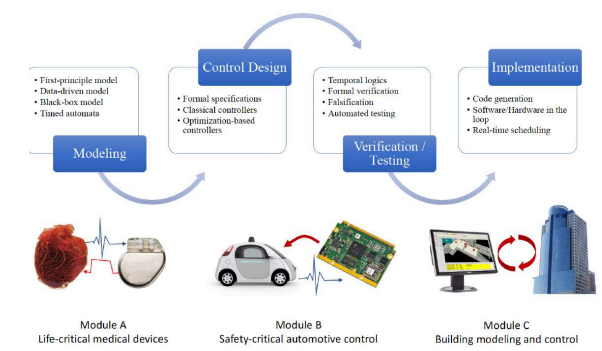 • First-principle model
• Data-driven model
• Black-box model
• Timed automata
Modeling
Control Design
• Formal specifications
• Classical controllers
• Optimization-based
controllers
• Temporal logics
• Formal verification
• Falsification
• Automated testing
Verification /
Testing
Implementation
• Code generation
• Software/Hardware in the
loop
• Real-time scheduling
Module A
Life-critical medical devices
Module B
Safety-critical automotive control
Module C
Building modeling and control